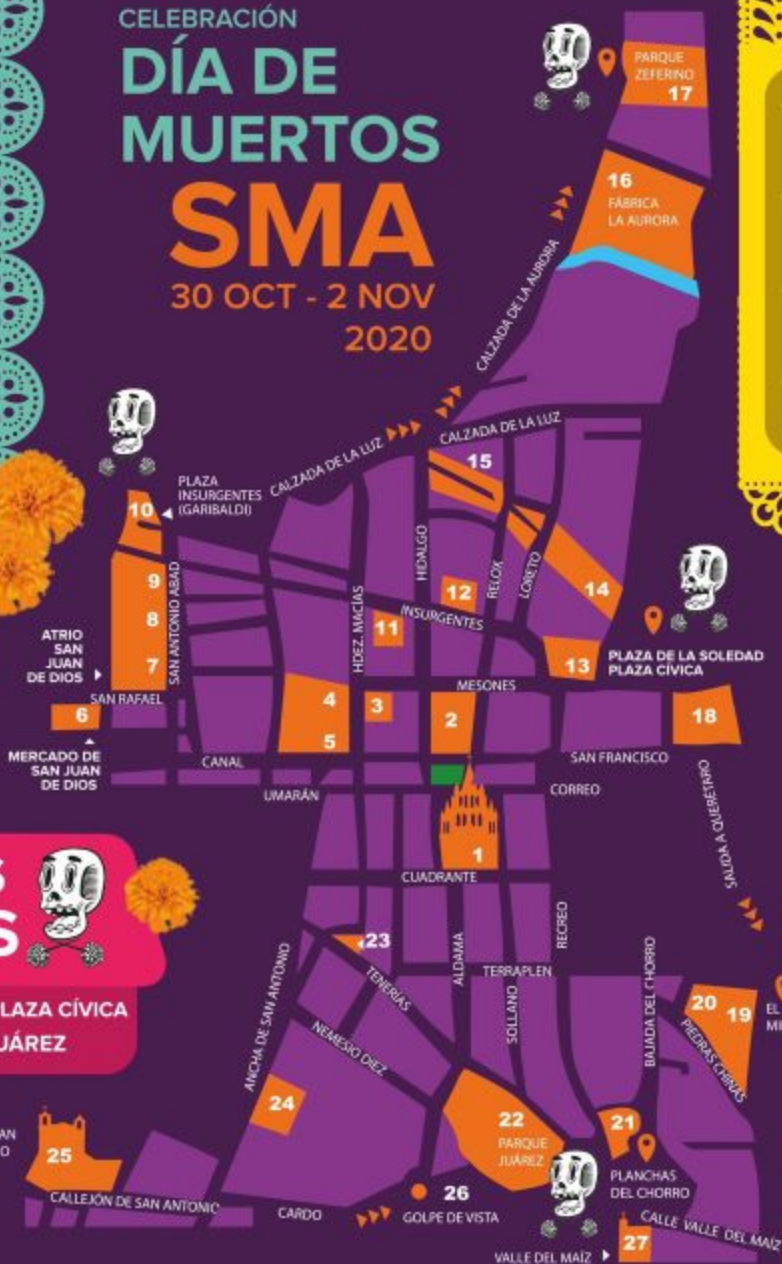 CELEBRACIÓN
DÍA DE
MUERTOS
SMA
30 OCT - 2 NOV
2020
PARQUE
ZEFERINO
17
16
FÁBRICA
LA AURORA
CALZADA DE LA AURORA
CALZADA DE LA LUZ
CALZADA DE LA LUZ
15
PLAZA
INSURGENTES
(GARIBALDI)
10
9
8
7
SAN ANTONIO ABAD
HDEZ. MACÍAS
HIDALGO
RELOX
LORETO
12
11
INSURGENTES
14
13
PLAZA DE LA SOLEDAD
PLAZA CÍVICA
ATRIO
SAN
JUAN
DE DIOS
SAN RAFAEL
6
MERCADO DE
SAN JUAN
DE DIOS
4
5
3
2
MESONES
18
CANAL
SAN FRANCISCO
UMARÁN
CORREO
SALIDA A QUERÉTARO
1
CUADRANTE
S
S
LAZA CÍVICA
UÁREZ
23
ANCHA DE SAN ANTONIO
TENERÍAS
NEMESIO DIEZ
ALDAMA
TERRAPLEN
SOLLANO
RECREO
BAJADA DEL CHORRO
20
19
EL
MI
PIEDRAS CHINAS
24
22
PARQUE
JUÁREZ
21
PLANCHAS
DEL CHORRO
AN
O
25
CALLEJÓN DE SAN ANTONIO
CARDO
26
GOLPE DE VISTA
CALLE VALLE DEL MAÍZ
27
VALLE DEL MAÍZ